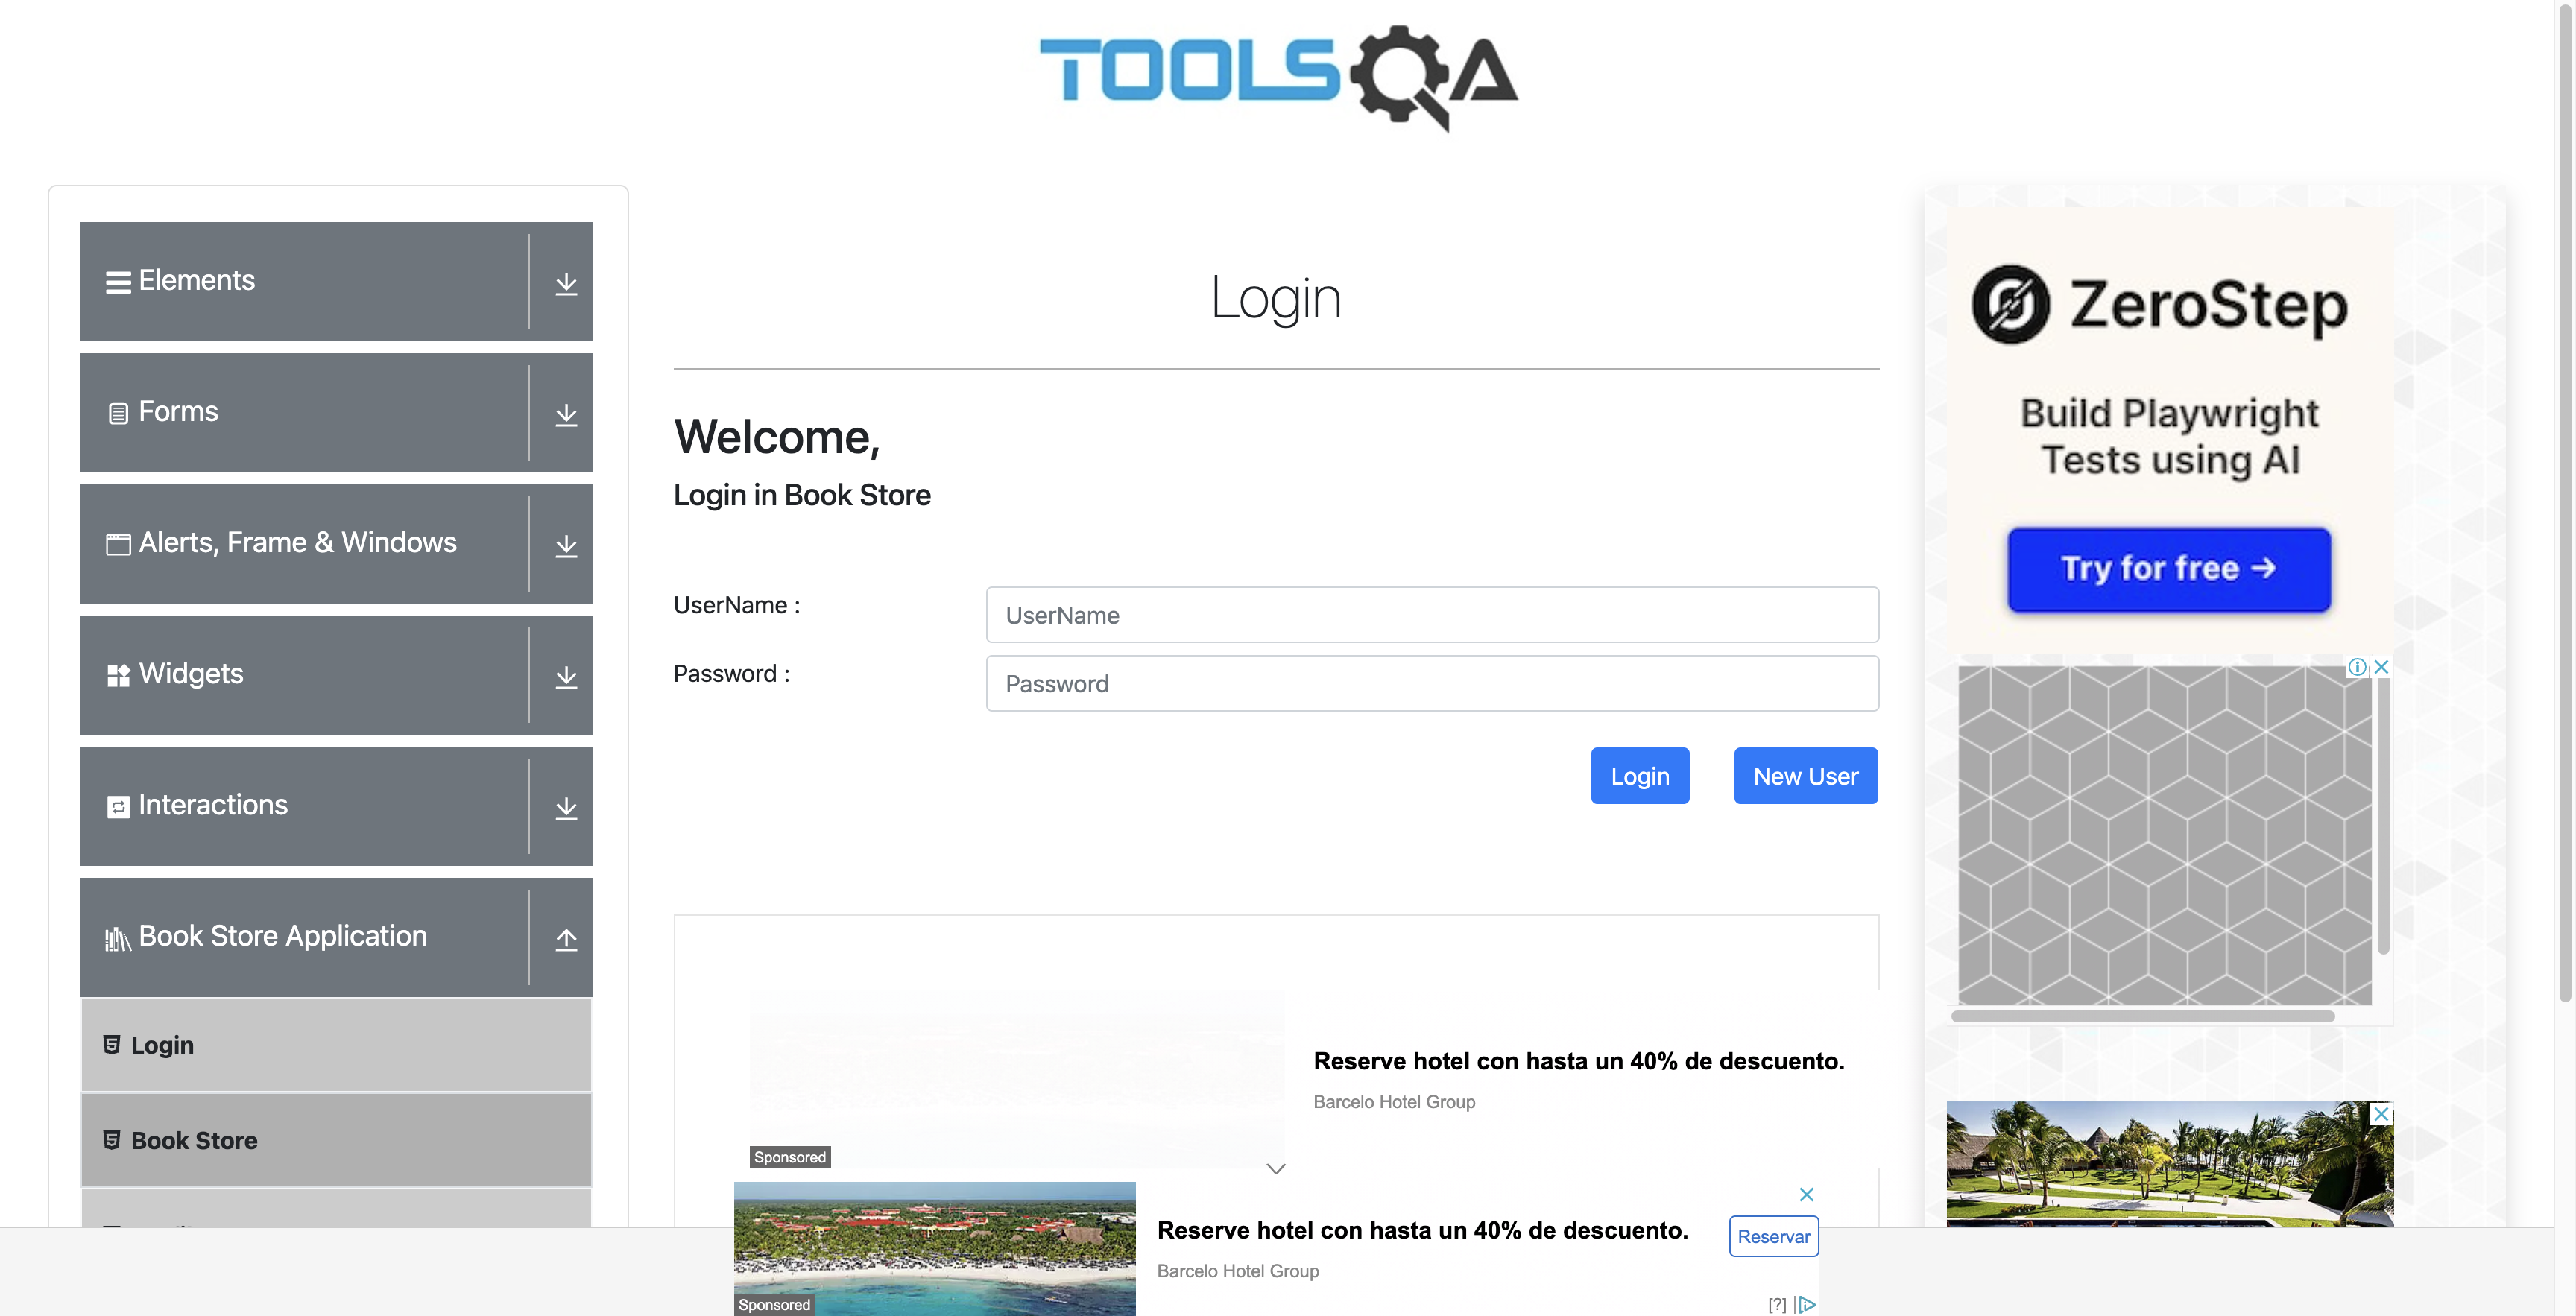 TOOLSQA
Elements
Forms
Alerts, Frame & Windows
Widgets
Interactions
Book Store Application
Login
Book Store
Login
Welcome,
Login in Book Store
UserName :
UserName
Password :
Password
Login
New User
Reserve hotel con hasta un 40% de descuento.
Barcelo Hotel Group
Sponsored
Reserve hotel con hasta un 40% de descuento.
Barcelo Hotel Group
Reservar
Sponsored
[?]
ZeroStep
Build Playwright
Tests using AI
Try for free →